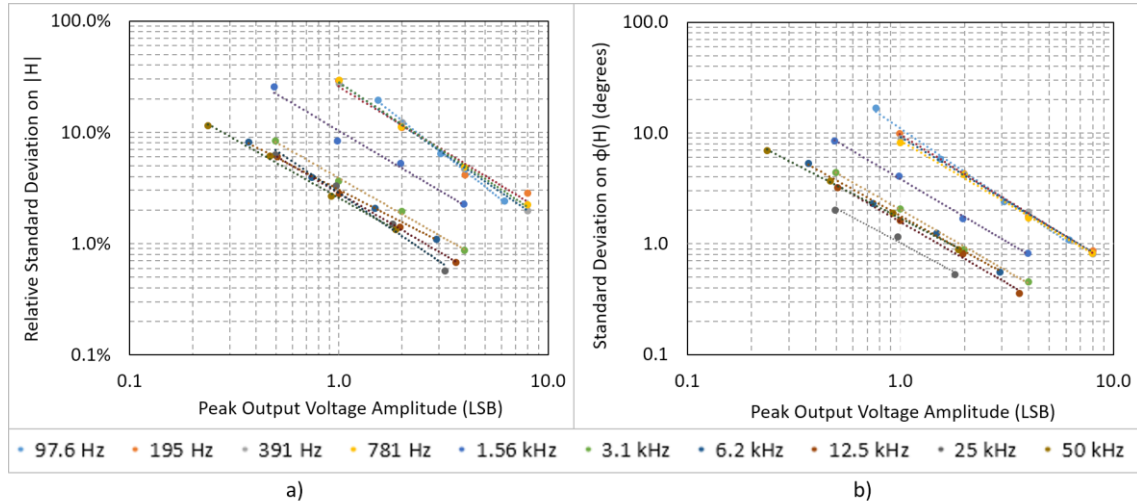 Relative Standard Deviation on |H|
100.0%
10.0%
1.0%
0.1%
0.1 1.0 10.0
Peak Output Voltage Amplitude (LSB)
Standard Deviation on ϕ(H) (degrees)
100.0
10.0
1.0
0.1
0.1 1.0 10.0
Peak Output Voltage Amplitude (LSB)
97.6 Hz 195 Hz 391 Hz 781 Hz 1.56 kHz 3.1 kHz 6.2 kHz 12.5 kHz 25 kHz 50 kHz
a) b)